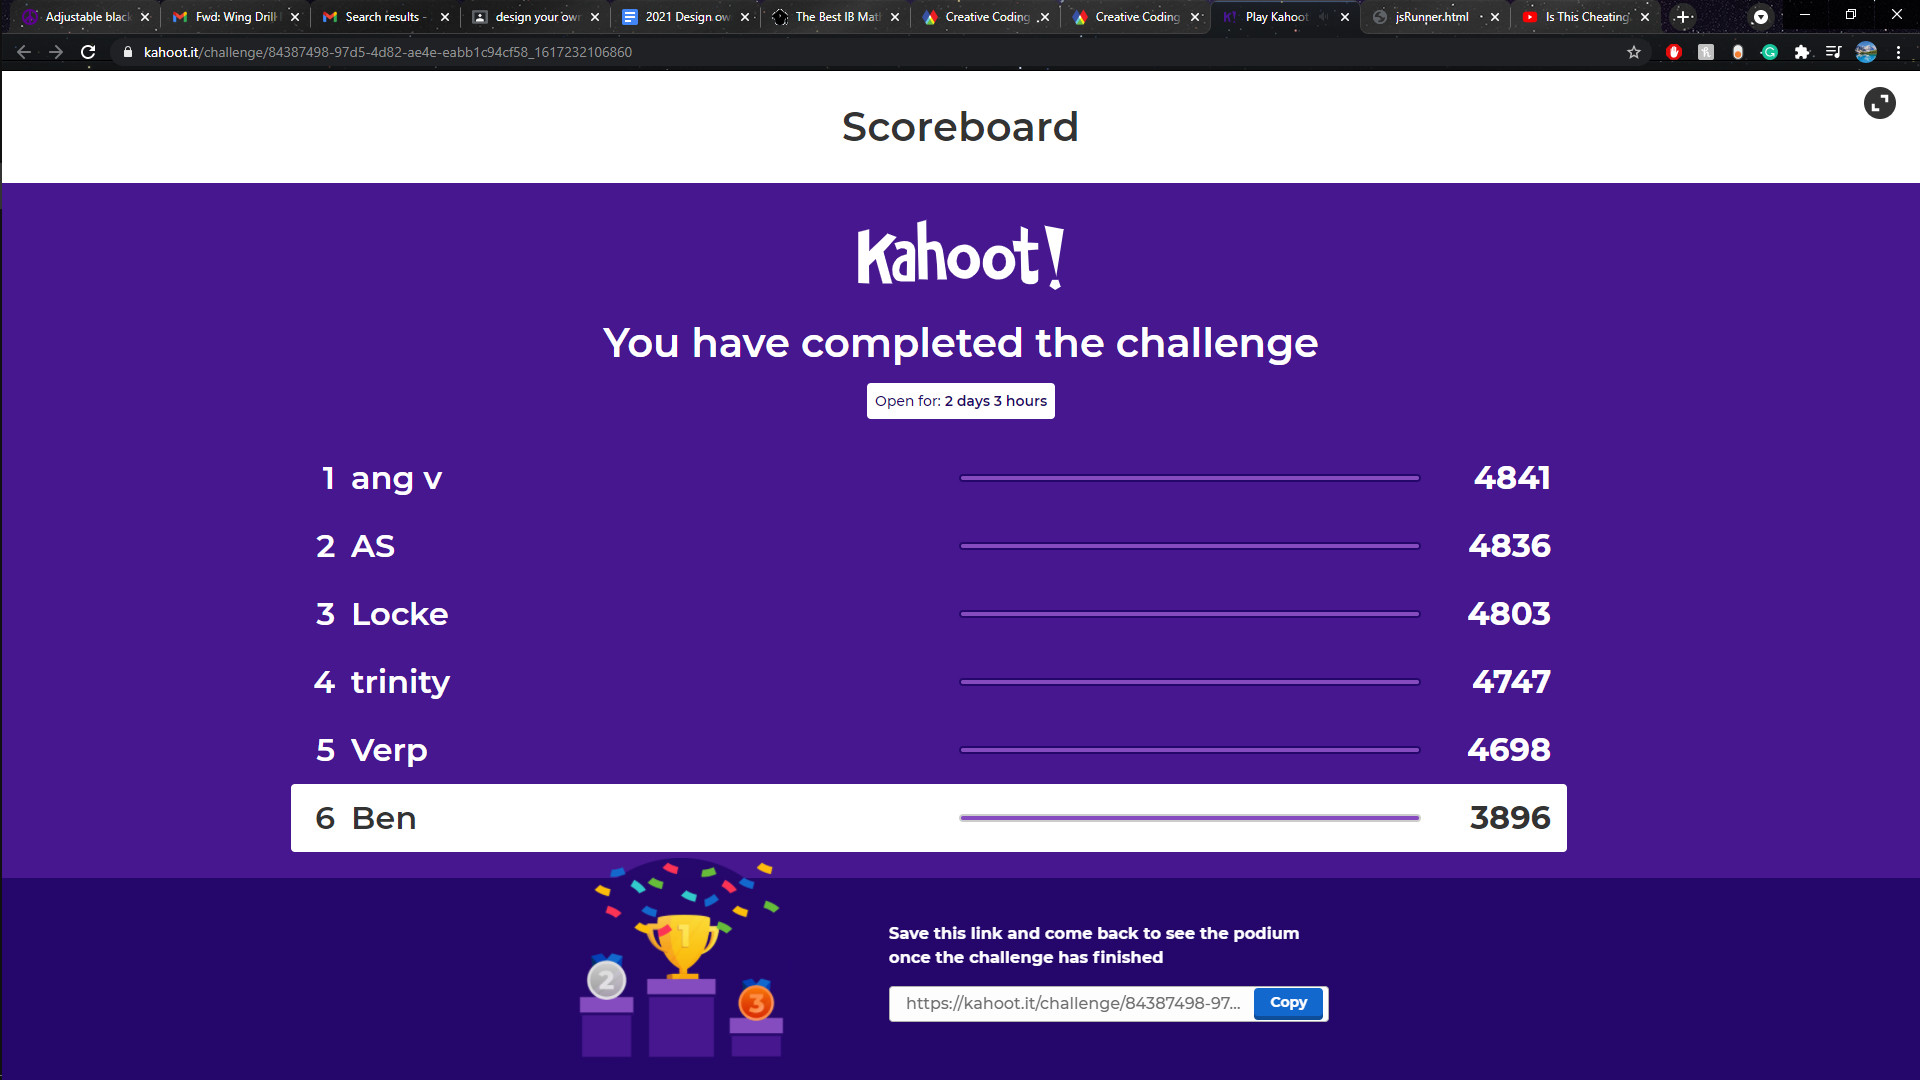 Adjustable blac
Fwd: Wing Drill
Search results -
design your own
2021 Design ow
The Best IB Mat
Creative Coding
Creative Coding
Play Kahoot
jsRunner.html
Is This Cheating
kahoot.it/challenge/84387498-97d5-4d82-ae4e-eabb1c94cf58_1617232106860
Scoreboard
Kahoot!
You have completed the challenge
Open for: 2 days 3 hours
1 ang v 4841
2 AS 4836
3 Locke 4803
4 trinity 4747
5 Verp 4698
6 Ben 3896
1
2
3
Save this link and come back to see the podium
once the challenge has finished
https://kahoot.it/challenge/84387498-97... Copy